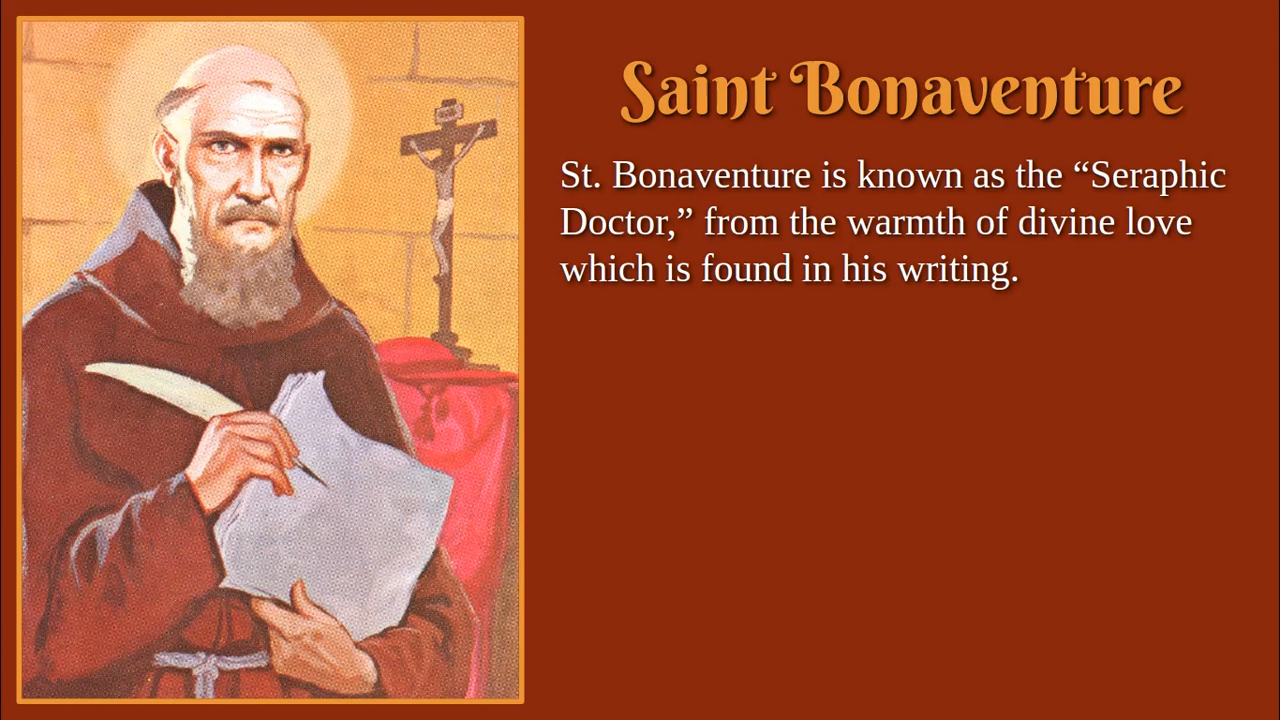 Saint Bonaventure
St. Bonaventure is known as the “Seraphic
Doctor,” from the warmth of divine love
which is found in his writing.